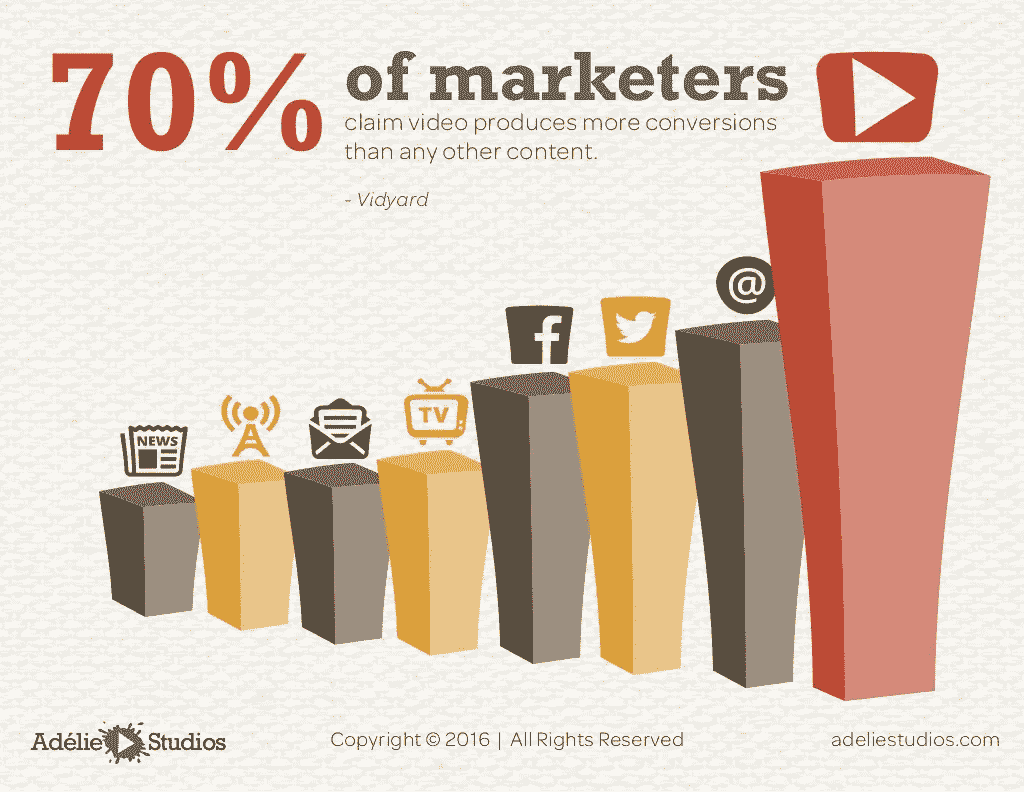 70% of marketers
claim video produces more conversions
than any other content.
- Vidyard
@
f
TV
NEWS
Adélie Studios
Copyright © 2016 | All Rights Reserved
adeliestudios.com